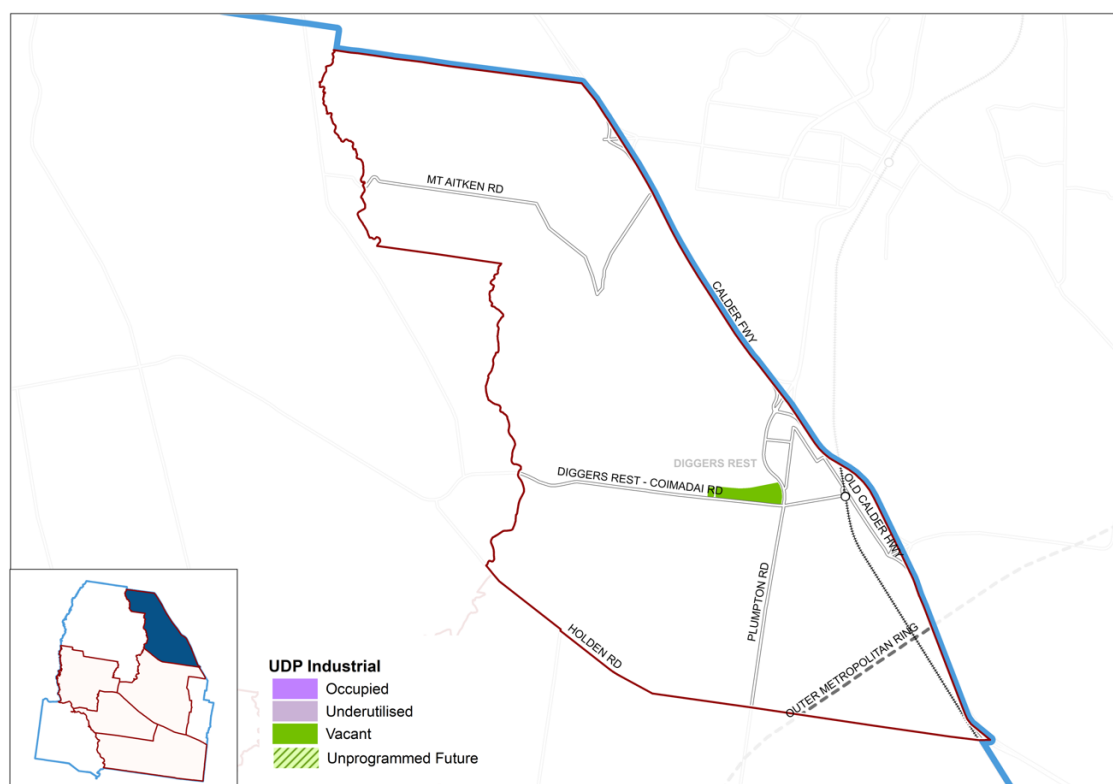 MT AITKEN RD
CALDER FWY
DIGGERS REST
DIGGERS REST - COIMADAI RD
OLD CALDER HWY
PLUMPTON RD
HOLDEN RD
OUTER METROPOLITAN RING
UDP Industrial
Occupied
Underutilised
Vacant
Unprogrammed Future